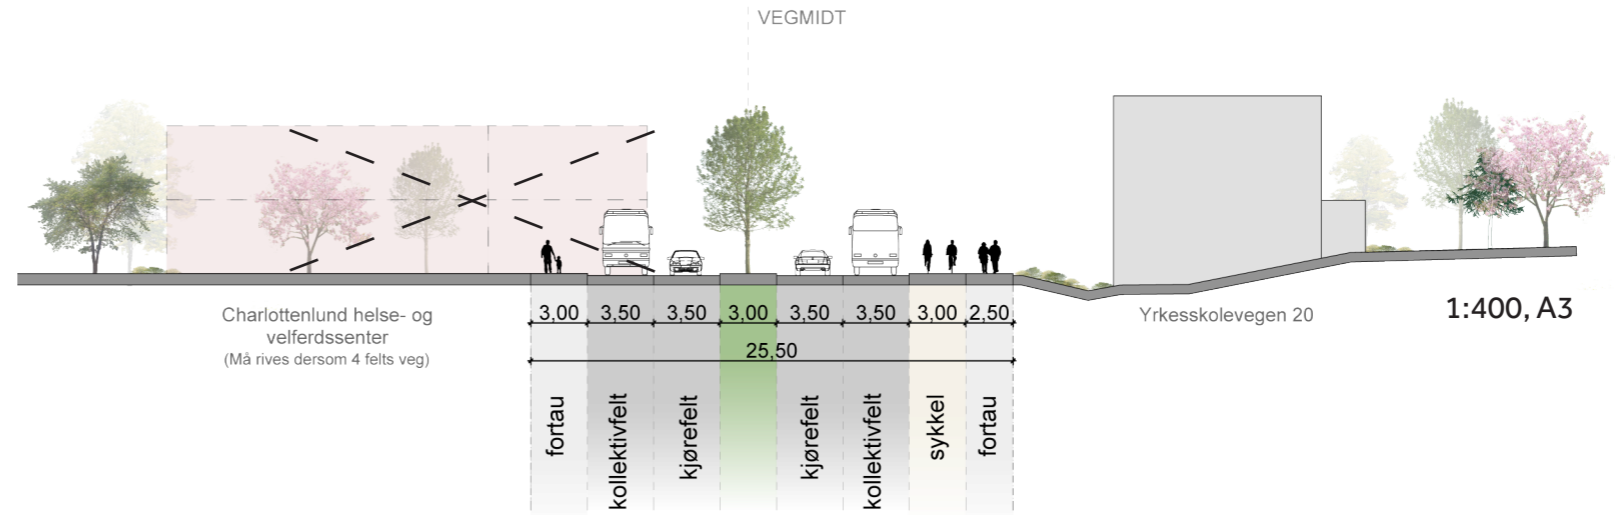 VEGMIDT
Charlottenlund helse- og
velferdssenter
(Må rives dersom 4 felts veg)
3,00 3,50 3,50 3,00 3,50 3,50 3,00 2,50
25,50
fortau
kollektivfelt
kjørefelt
kjørefelt
kollektivfelt
sykkel
fortau
Yrkesskolevegen 20
1:400, A3